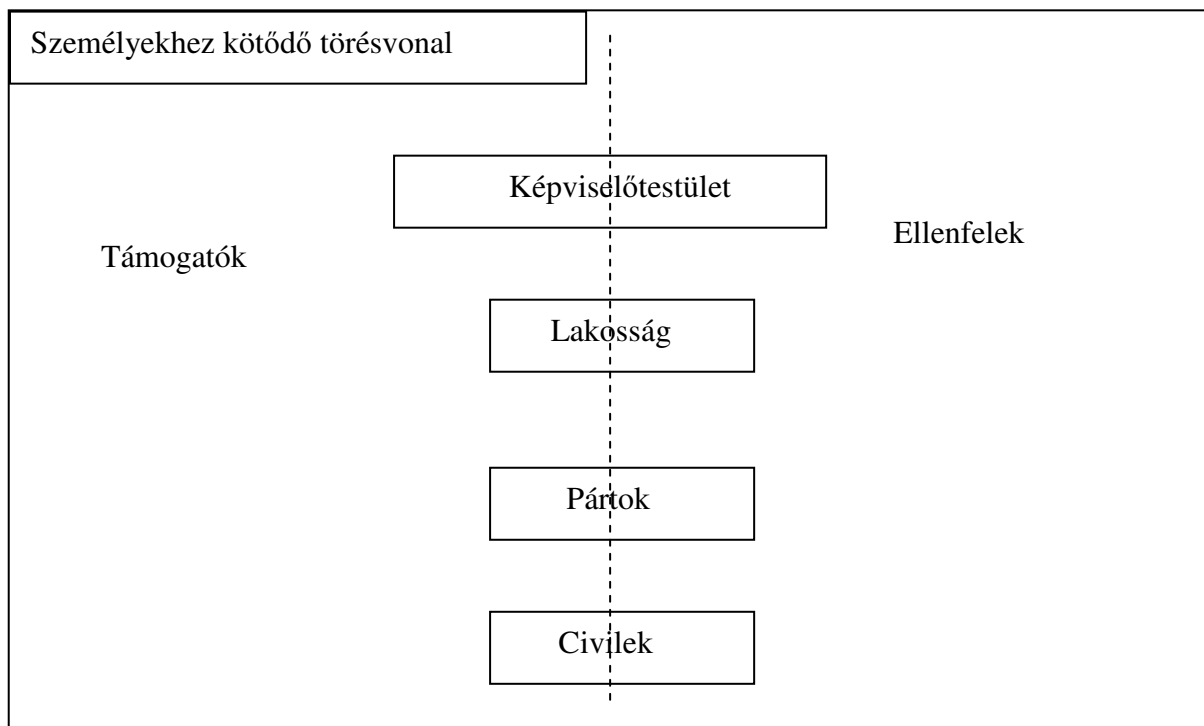 Személyekhez kötődő törésvonal
Képviselőtestület
Ellenfelek
Támogatók
Lakosság
Pártok
Civilek